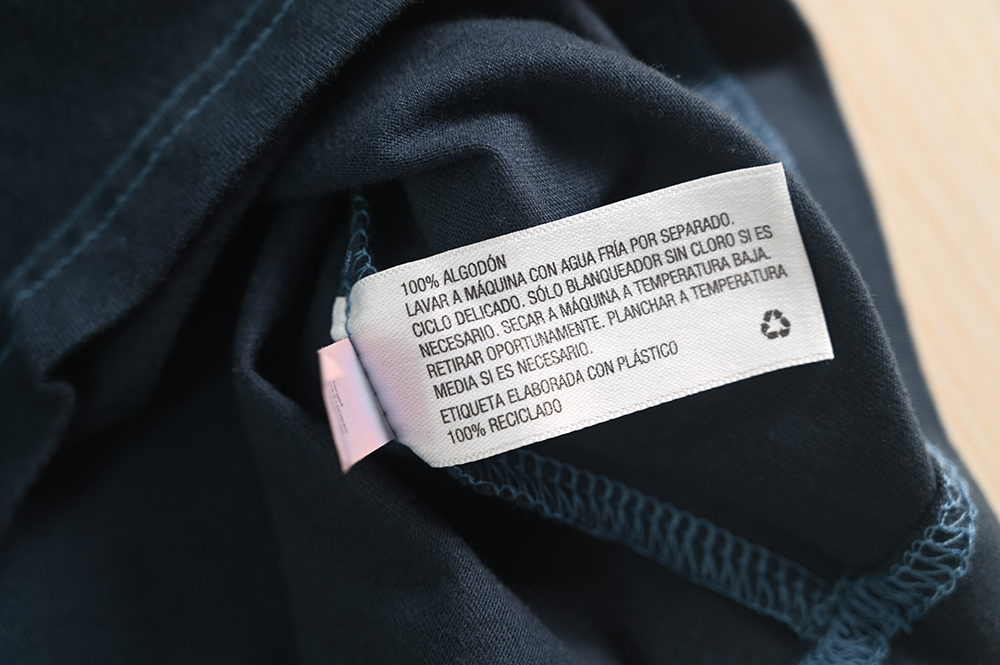 100% ALGODÓN
LAVAR A MÁQUINA CON AGUA FRÍA POR SEPARADO.
CICLO DELICADO. SÓLO BLANQUEADOR SIN CLORO SI ES
NECESARIO. SECAR A MÁQUINA A TEMPERATURA BAJA.
RETIRAR OPORTUNAMENTE. PLANCHAR A TEMPERATURA
MEDIA SI ES NECESARIO.
ETIQUETA ELABORADA CON PLÁSTICO
100% RECICLADO